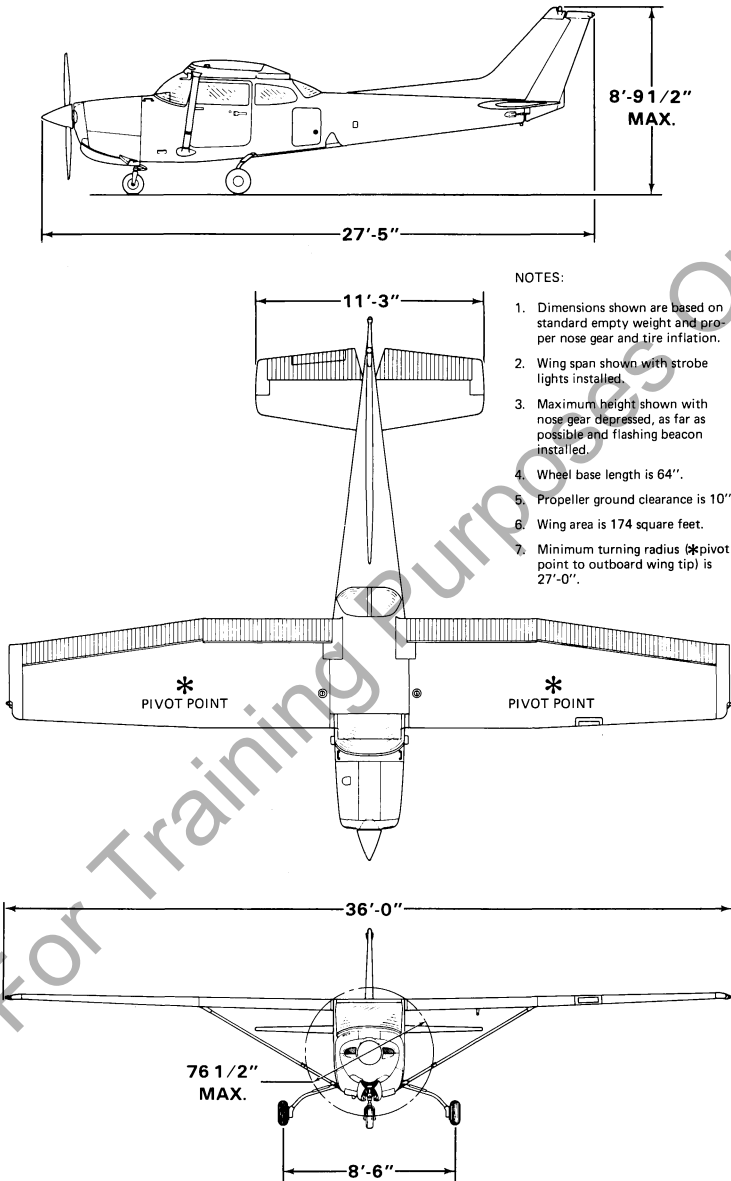 8'-9 1/2"
MAX.
27'-5"
11'-3"
NOTES:
1. Dimensions shown are based on
standard empty weight and pro-
per nose gear and tire inflation.
2. Wing span shown with strobe
lights installed.
3. Maximum height shown with
nose gear depressed, as far as
possible and flashing beacon
installed.
4. Wheel base length is 64".
5. Propeller ground clearance is 10"
6. Wing area is 174 square feet.
7. Minimum turning radius (*pivot
point to outboard wing tip) is
27'-0".
*
PIVOT POINT
*
PIVOT POINT
36'-0"
76 1/2"
MAX.
8'-6"
For Training Purposes